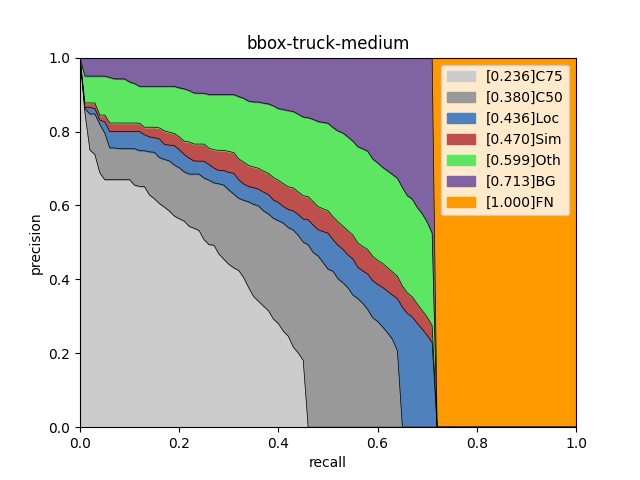 bbox-truck-medium
1.0
0.8
0.6
0.4
0.2
0.0
precision
0.0 0.2 0.4 0.6 0.8 1.0
recall
[0.236]C75
[0.380]C50
[0.436]Loc
[0.470]Sim
[0.599]Oth
[0.713]BG
[1.000]FN